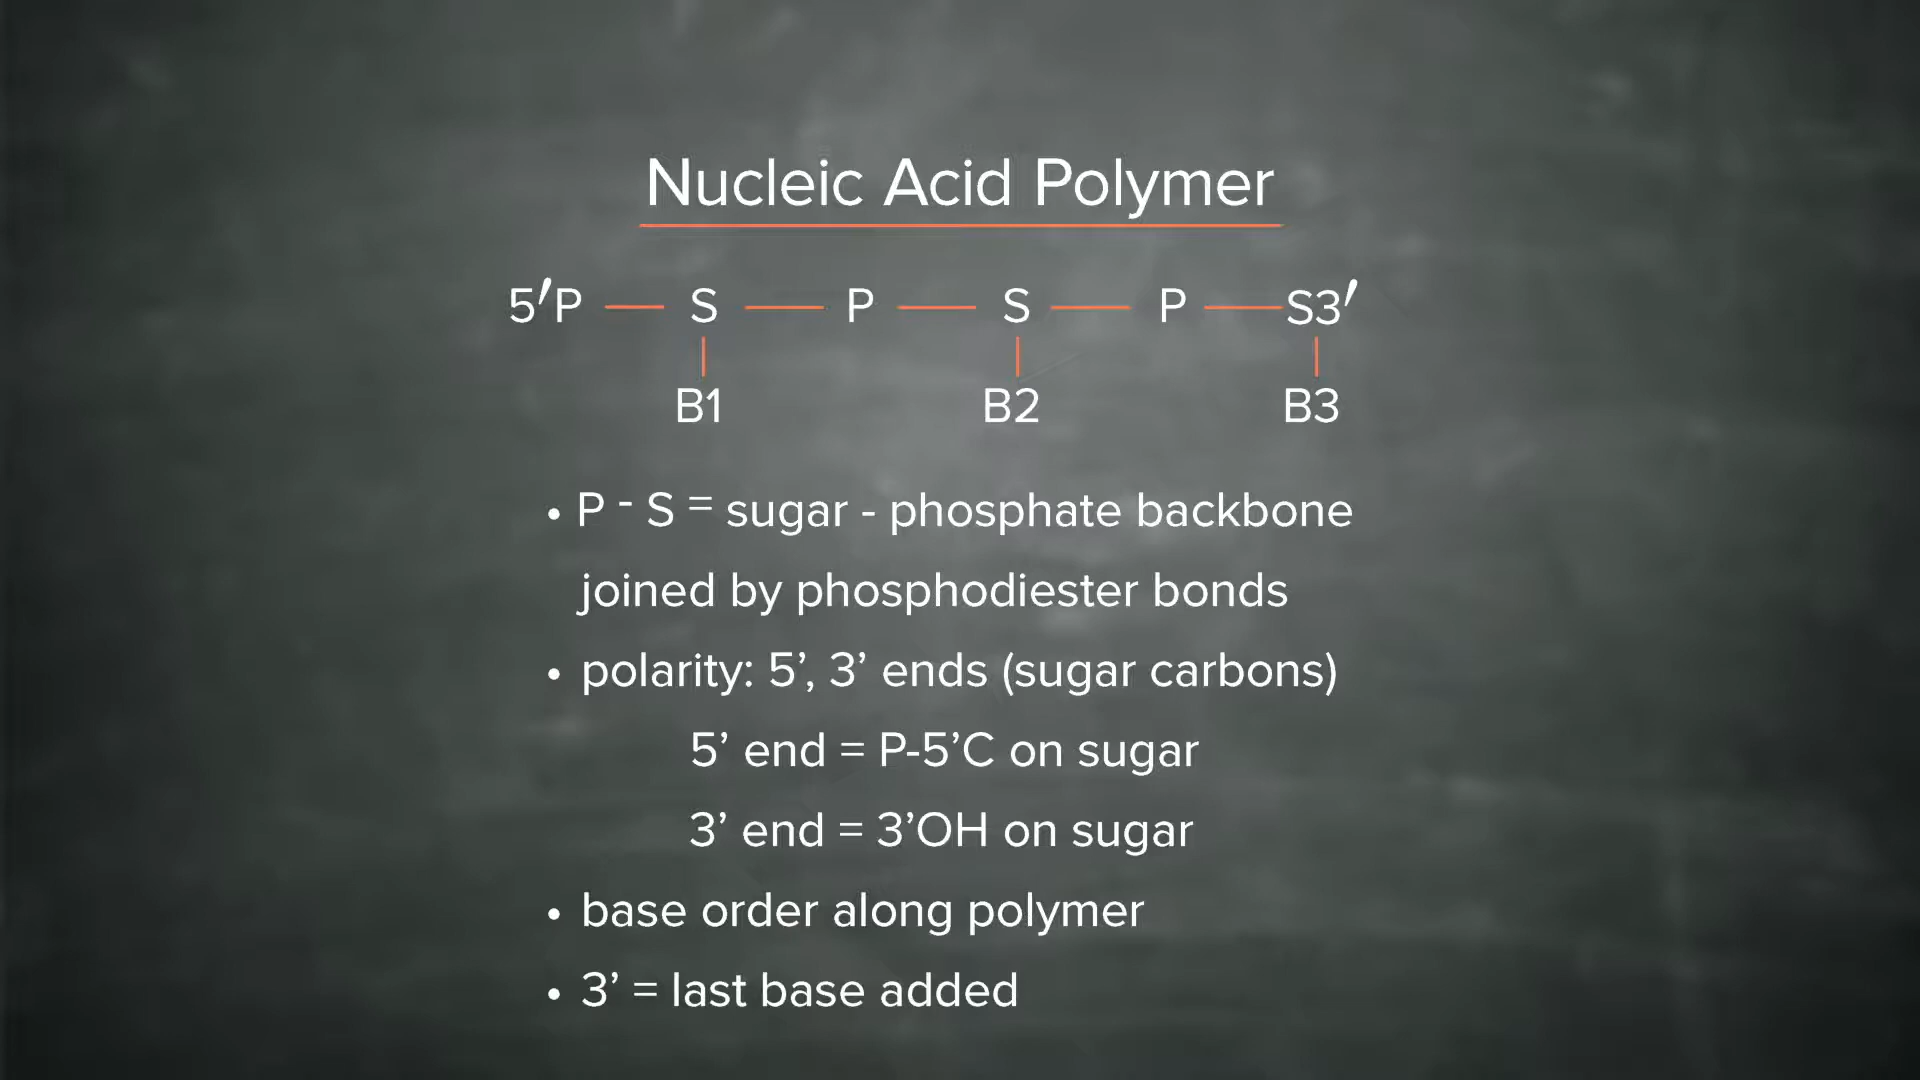 Nucleic Acid Polymer
5′P S P S P S3′
B1 B2 B3
• P - S = sugar - phosphate backbone
joined by phosphodiester bonds
• polarity: 5’, 3’ ends (sugar carbons)
5’ end = P-5’C on sugar
3’ end = 3’OH on sugar
• base order along polymer
• 3’ = last base added